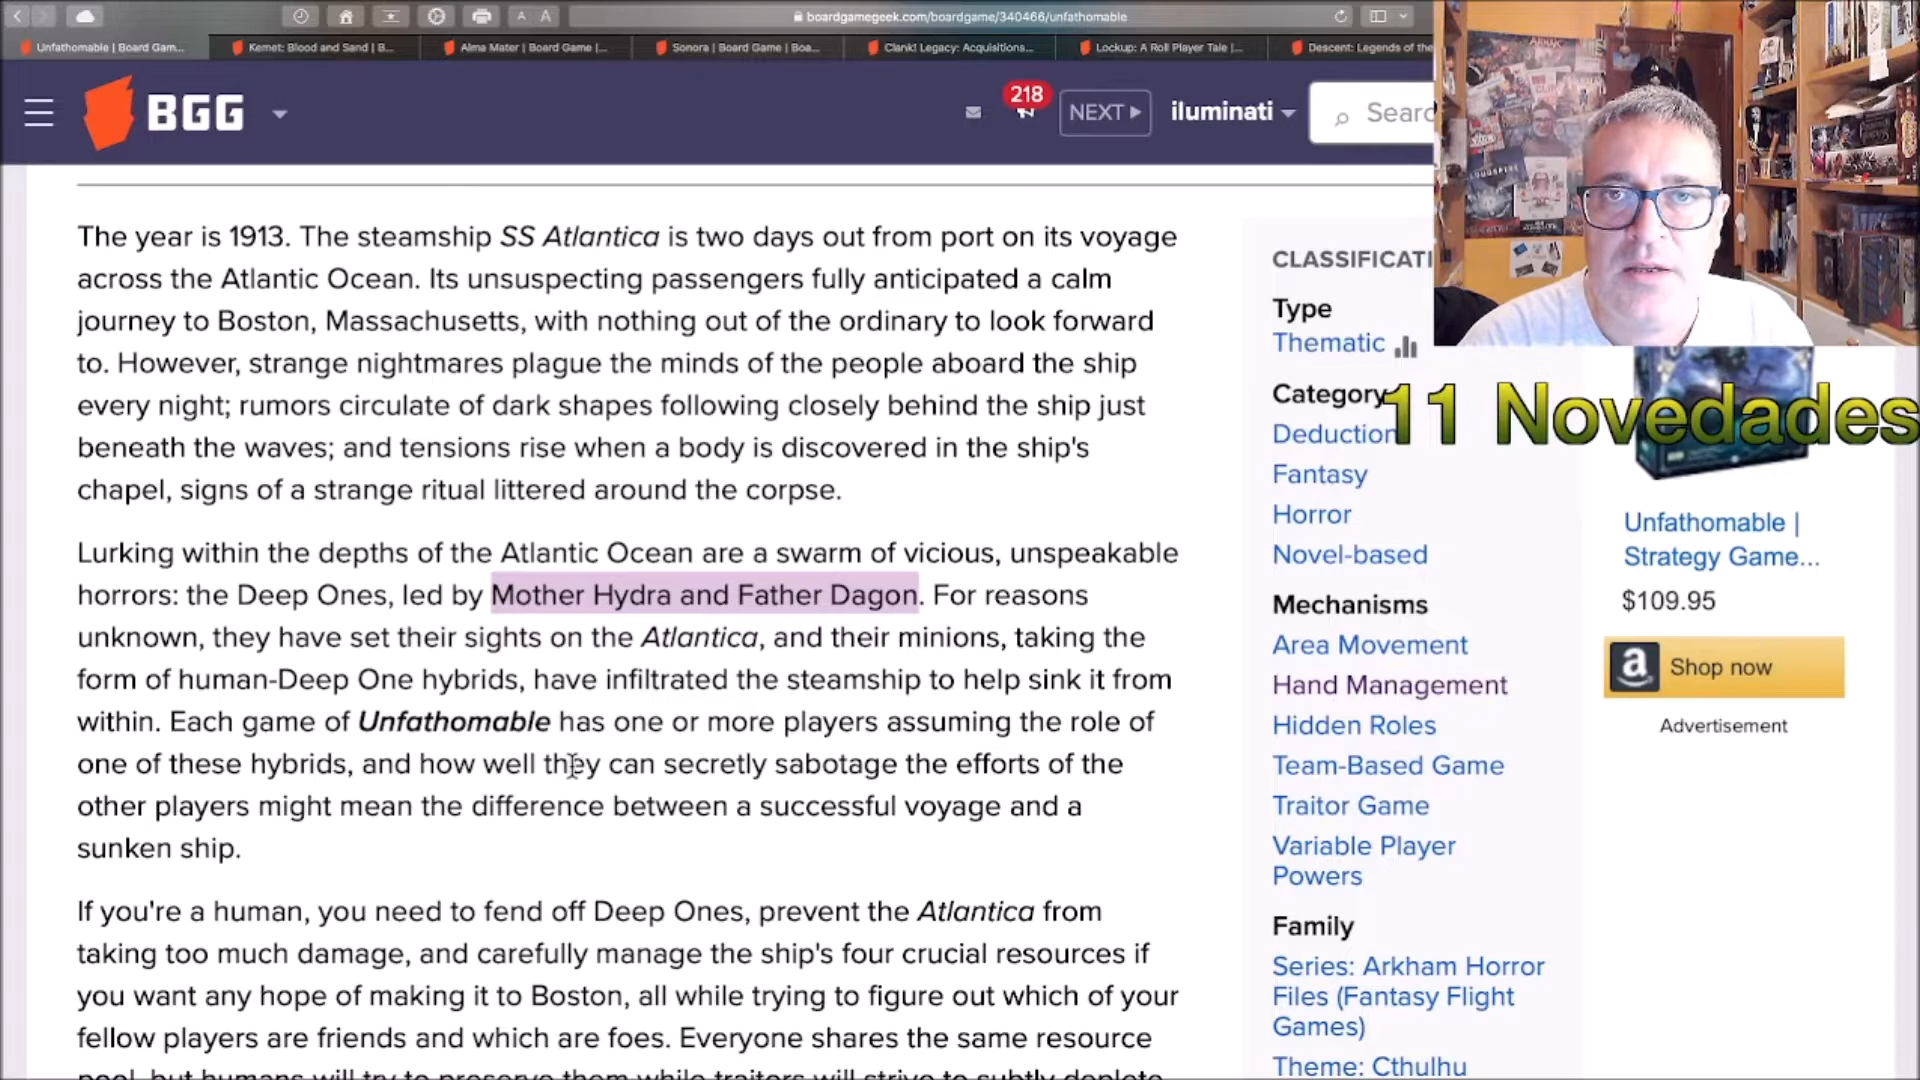 boardgamegeek.com/boardgame/340466/unfathomable
Unfathomable | Board Gam...
Kemet: Blood and Sand | B...
Alma Mater | Board Game |...
Sonora | Board Game | Boa...
Clank! Legacy: Acquisitions...
Lockup: A Roll Player Tale |...
Descent: Legends of the
BGG
218
NEXT
iluminati
Searc
The year is 1913. The steamship SS Atlantica is two days out from port on its voyage
across the Atlantic Ocean. Its unsuspecting passengers fully anticipated a calm
journey to Boston, Massachusetts, with nothing out of the ordinary to look forward
to. However, strange nightmares plague the minds of the people aboard the ship
every night; rumors circulate of dark shapes following closely behind the ship just
beneath the waves; and tensions rise when a body is discovered in the ship's
chapel, signs of a strange ritual littered around the corpse.
Lurking within the depths of the Atlantic Ocean are a swarm of vicious, unspeakable
horrors: the Deep Ones, led by Mother Hydra and Father Dagon. For reasons
unknown, they have set their sights on the Atlantica, and their minions, taking the
form of human-Deep One hybrids, have infiltrated the steamship to help sink it from
within. Each game of Unfathomable has one or more players assuming the role of
one of these hybrids, and how well they can secretly sabotage the efforts of the
other players might mean the difference between a successful voyage and a
sunken ship.
If you're a human, you need to fend off Deep Ones, prevent the Atlantica from
taking too much damage, and carefully manage the ship's four crucial resources if
you want any hope of making it to Boston, all while trying to figure out which of your
fellow players are friends and which are foes. Everyone shares the same resource
pool, but humans will try to preserve them while traitors will strive to subtly deplete
CLASSIFICATI
Type
Thematic
Category
Deduction
Fantasy
Horror
Novel-based
Mechanisms
Area Movement
Hand Management
Hidden Roles
Team-Based Game
Traitor Game
Variable Player
Powers
Family
Series: Arkham Horror
Files (Fantasy Flight
Games)
Theme: Cthulhu
11 Novedades
Unfathomable |
Strategy Game...
$109.95
a Shop now
Advertisement